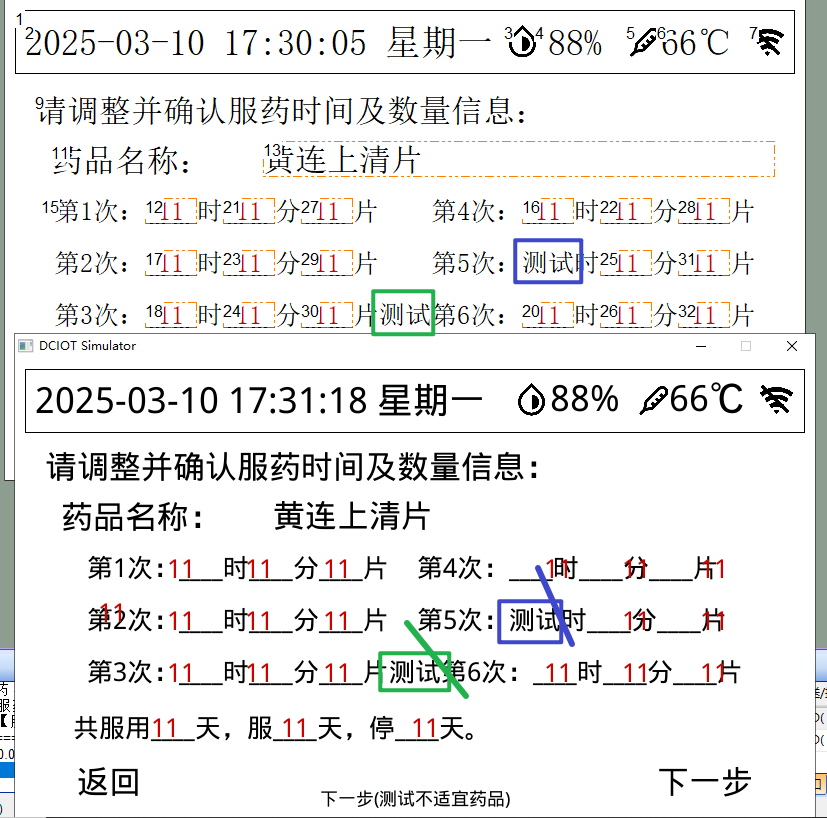 1
2 2025-03-10 17:30:05 星期一 3 4 88% 5 6 66℃ 7
9 请调整并确认服药时间及数量信息：
11 药品名称： 13 黄连上清片
15 第1次：12 11 时 21 11 分 27 11 片 第4次：16 11 时 22 11 分 28 11 片
第2次：17 11 时 23 11 分 29 11 片 第5次：测试时 25 11 分 31 11 片
第3次：18 11 时 24 11 分 30 11 片 测试 第6次：20 11 时 26 11 分 32 11 片
DCIOT Simulator
2025-03-10 17:31:18 星期一 88% 66℃
请调整并确认服药时间及数量信息：
药品名称： 黄连上清片
第1次：11____时11___分_11_片 第4次：____11时____分11____片11
11
第2次：11____时11___分_11_片 第5次：测试时____11分____片11
第3次：11____时11___分_11_片测试第6次：_11_时__11分____11片
共服用11___天，服_11_天，停_11天。
返回
下一步(测试不适宜药品)
下一步